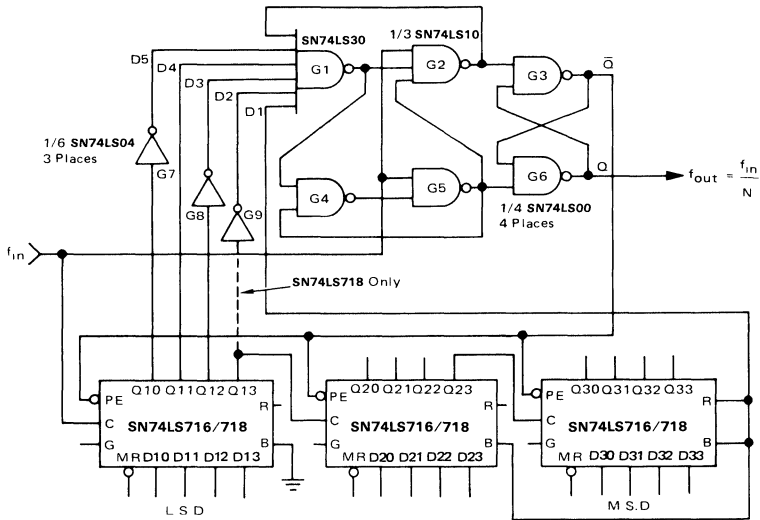 SN74LS30
1/3 SN74LS10
D5
D4
D3
D2
D1
G1
G2
G3
Q̅
1/6 SN74LS04
3 Places
G7
G8
G9
G4
G5
G6
Q
f_out = f_in / N
1/4 SN74LS00
4 Places
f_in
SN74LS718 Only
Q10 Q11 Q12 Q13
PE
R
C
SN74LS716/718
G
B
MR D10 D11 D12 D13
L S D
Q20 Q21 Q22 Q23
PE
R
C
SN74LS716/718
G
B
MR D20 D21 D22 D23
Q30 Q31 Q32 Q33
PE
R
C
SN74LS716/718
G
B
MR D30 D31 D32 D33
M S.D